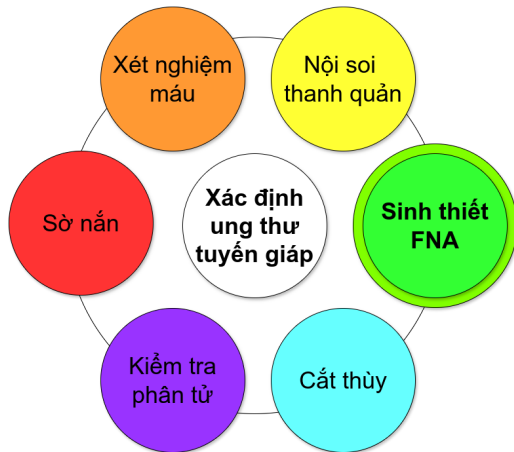 Xét nghiệm
máu
Nội soi
thanh quản
Sờ nắn
Xác định
ung thư
tuyến giáp
Sinh thiết
FNA
Kiểm tra
phân tử
Cắt thùy